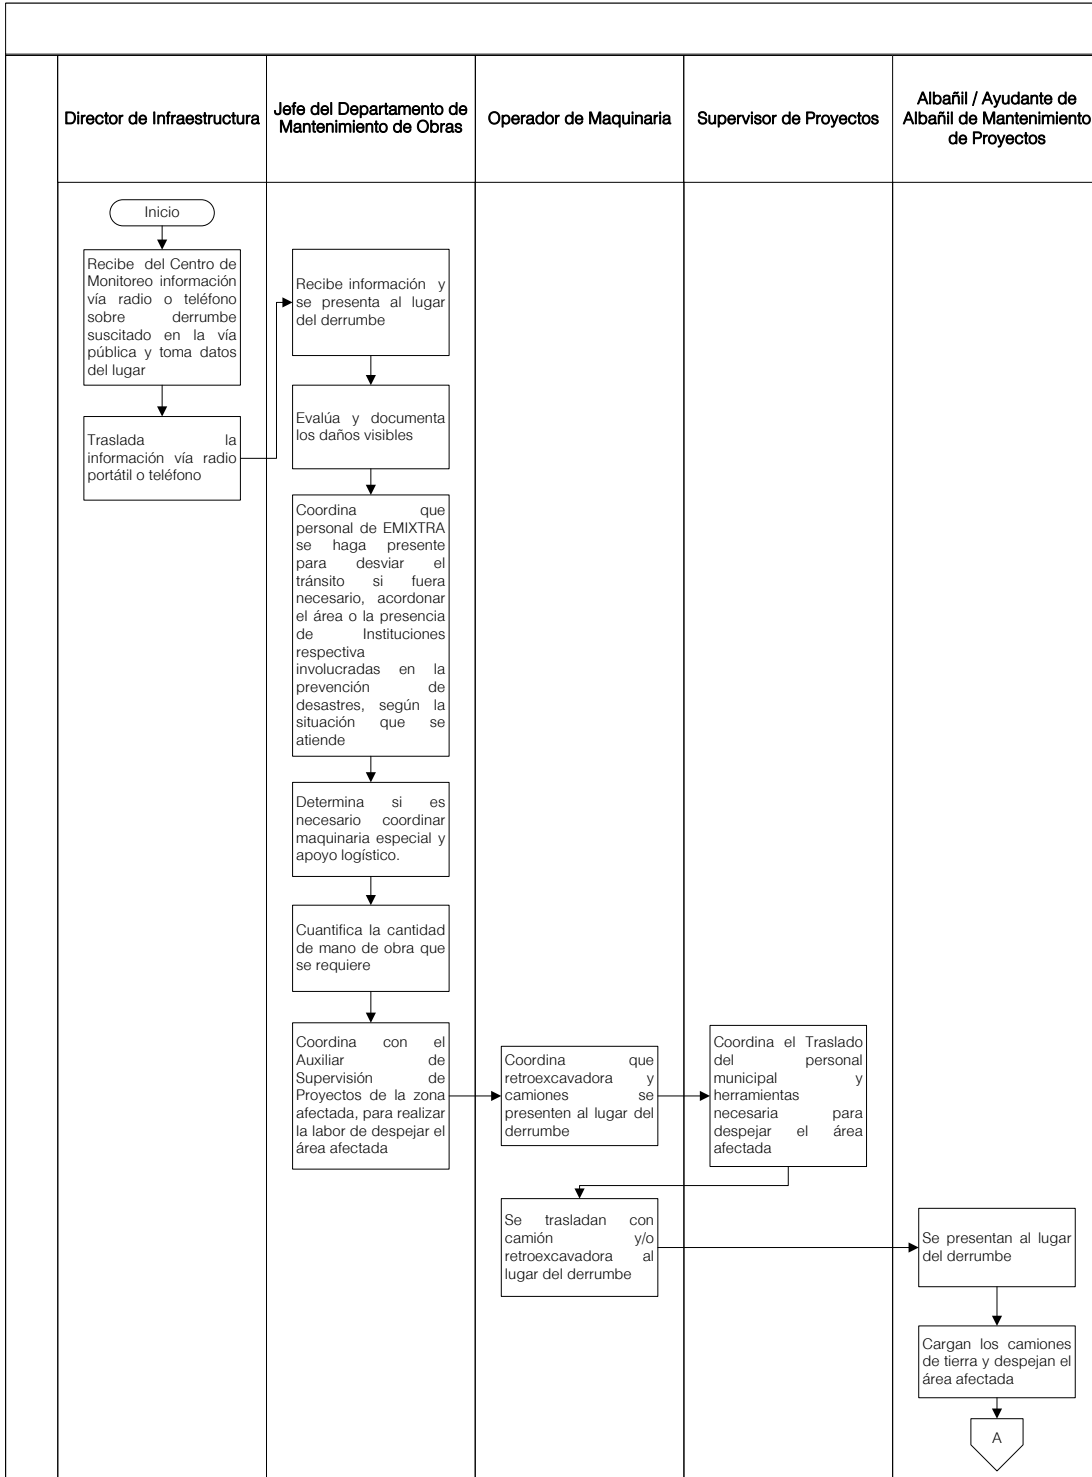 Director de Infraestructura
Jefe del Departamento de
Mantenimiento de Obras
Operador de Maquinaria
Supervisor de Proyectos
Albañil / Ayudante de
Albañil de Mantenimiento
de Proyectos
Inicio
Recibe del Centro de
Monitoreo información
vía radio o teléfono
sobre derrumbe
suscitado en la vía
pública y toma datos
del lugar
Traslada la
información vía radio
portátil o teléfono
Recibe información y
se presenta al lugar
del derrumbe
Evalúa y documenta
los daños visibles
Coordina que
personal de EMIXTRA
se haga presente
para desviar el
tránsito si fuera
necesario, acordonar
el área o la presencia
de Instituciones
respectiva
involucradas en la
prevención de
desastres, según la
situación que se
atiende
Determina si es
necesario coordinar
maquinaria especial y
apoyo logístico.
Cuantifica la cantidad
de mano de obra que
se requiere
Coordina con el
Auxiliar de
Supervisión de
Proyectos de la zona
afectada, para realizar
la labor de despejar el
área afectada
Coordina que
retroexcavadora y
camiones se
presenten al lugar del
derrumbe
Coordina el Traslado
del personal
municipal y
herramientas
necesaria para
despejar el área
afectada
Se trasladan con
camión y/o
retroexcavadora al
lugar del derrumbe
Se presentan al lugar
del derrumbe
Cargan los camiones
de tierra y despejan el
área afectada
A